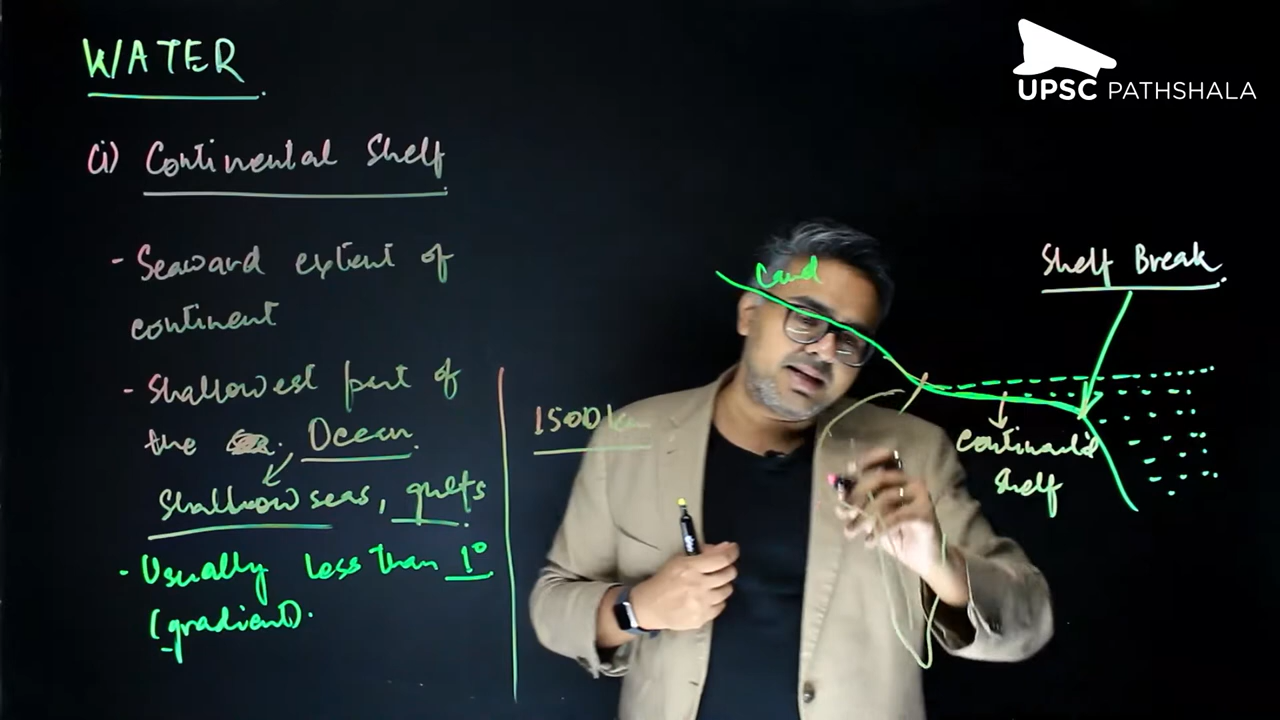 WATER
(i) Continental Shelf
- Seaward extent of
continent
- Shallowest part of
the Ocean.
Shallow seas, gulfs
- Usually less than 1°
(gradient).
1500 km
Land
Shelf Break
Continental
Shelf
UPSC PATHSHALA